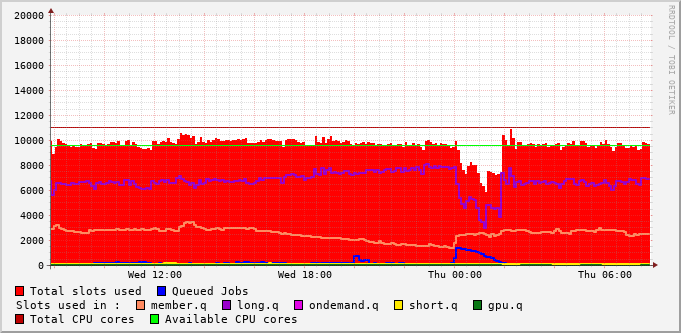 RRDTOOL / TOBI OETIKER
20000
18000
16000
14000
12000
10000
8000
6000
4000
2000
0
Wed 12:00 Wed 18:00 Thu 00:00 Thu 06:00
Total slots used Queued Jobs
Slots used in : member.q long.q ondemand.q short.q gpu.q
Total CPU cores Available CPU cores